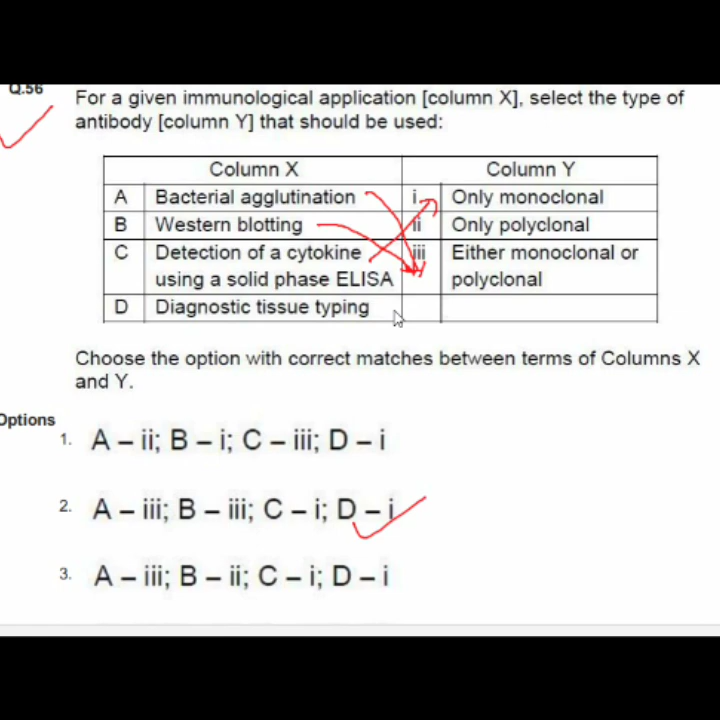 Q.56
For a given immunological application [column X], select the type of
antibody [column Y] that should be used:
Column X Column Y
A Bacterial agglutination i Only monoclonal
B Western blotting ii Only polyclonal
C Detection of a cytokine iii Either monoclonal or
using a solid phase ELISA polyclonal
D Diagnostic tissue typing
Choose the option with correct matches between terms of Columns X
and Y.
Options
1. A – ii; B – i; C – iii; D – i
2. A – iii; B – iii; C – i; D – i
3. A – iii; B – ii; C – i; D – i